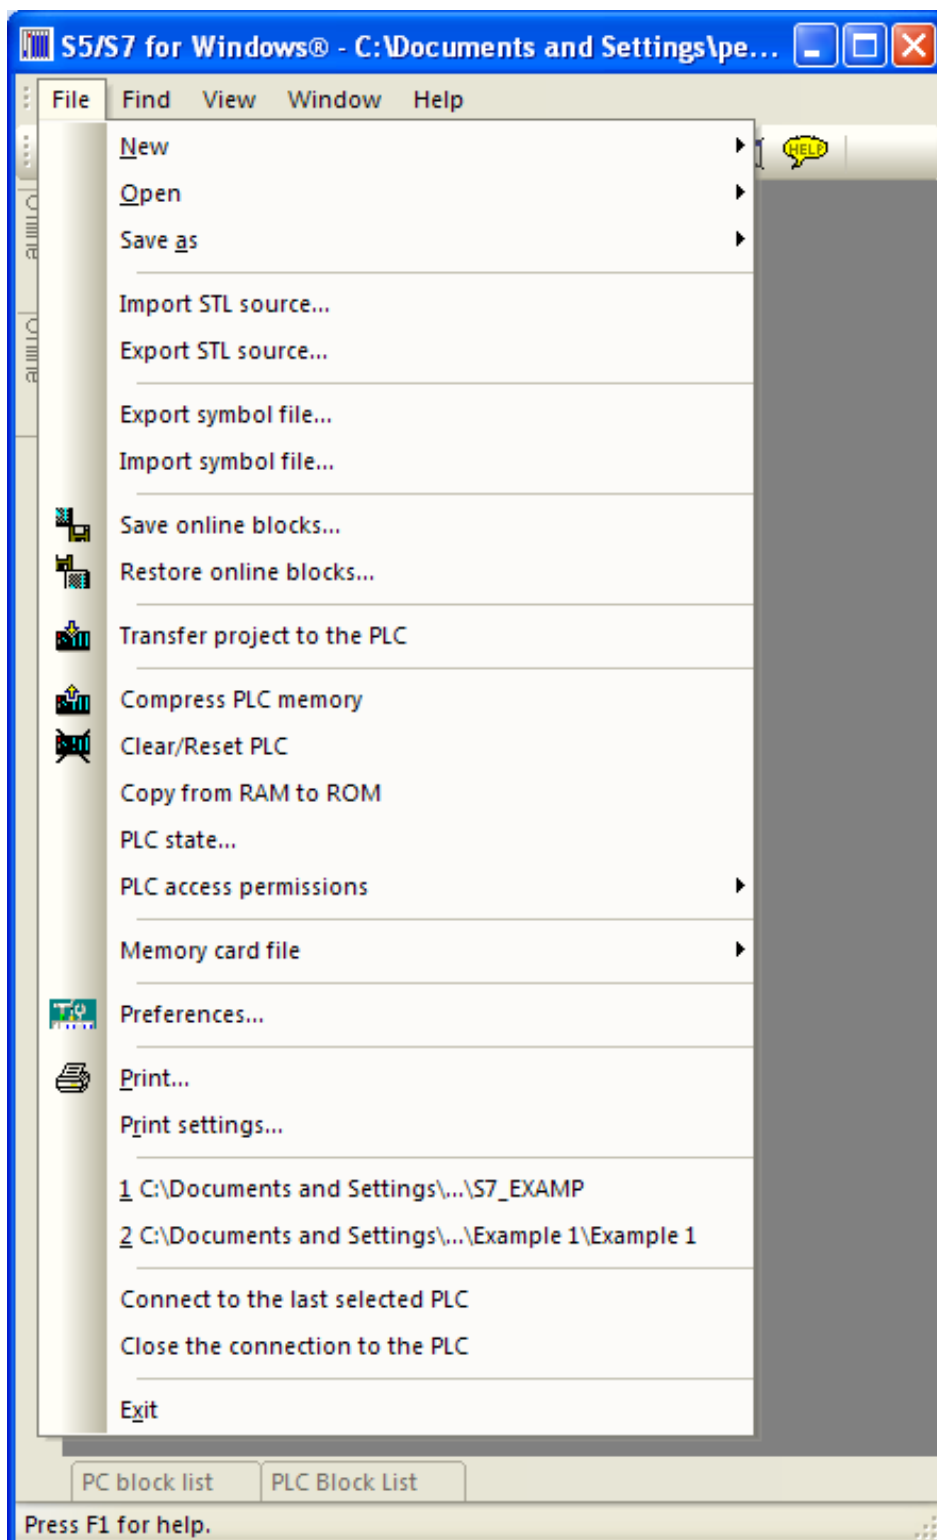 S5/S7 for Windows® - C:\Documents and Settings\pe...
File Find View Window Help
HELP
New
Open
Save as
Import STL source...
Export STL source...
Export symbol file...
Import symbol file...
Save online blocks...
Restore online blocks...
Transfer project to the PLC
Compress PLC memory
Clear/Reset PLC
Copy from RAM to ROM
PLC state...
PLC access permissions
Memory card file
Preferences...
Print...
Print settings...
1 C:\Documents and Settings\...\S7_EXAMP
2 C:\Documents and Settings\...\Example 1\Example 1
Connect to the last selected PLC
Close the connection to the PLC
Exit
PC block list PLC Block List
Press F1 for help.